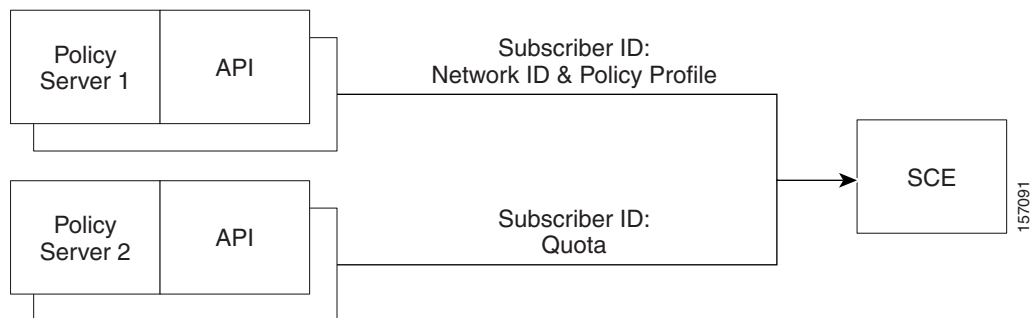 Policy
Server 1
API
Subscriber ID:
Network ID & Policy Profile
Policy
Server 2
API
Subscriber ID:
Quota
SCE
157091